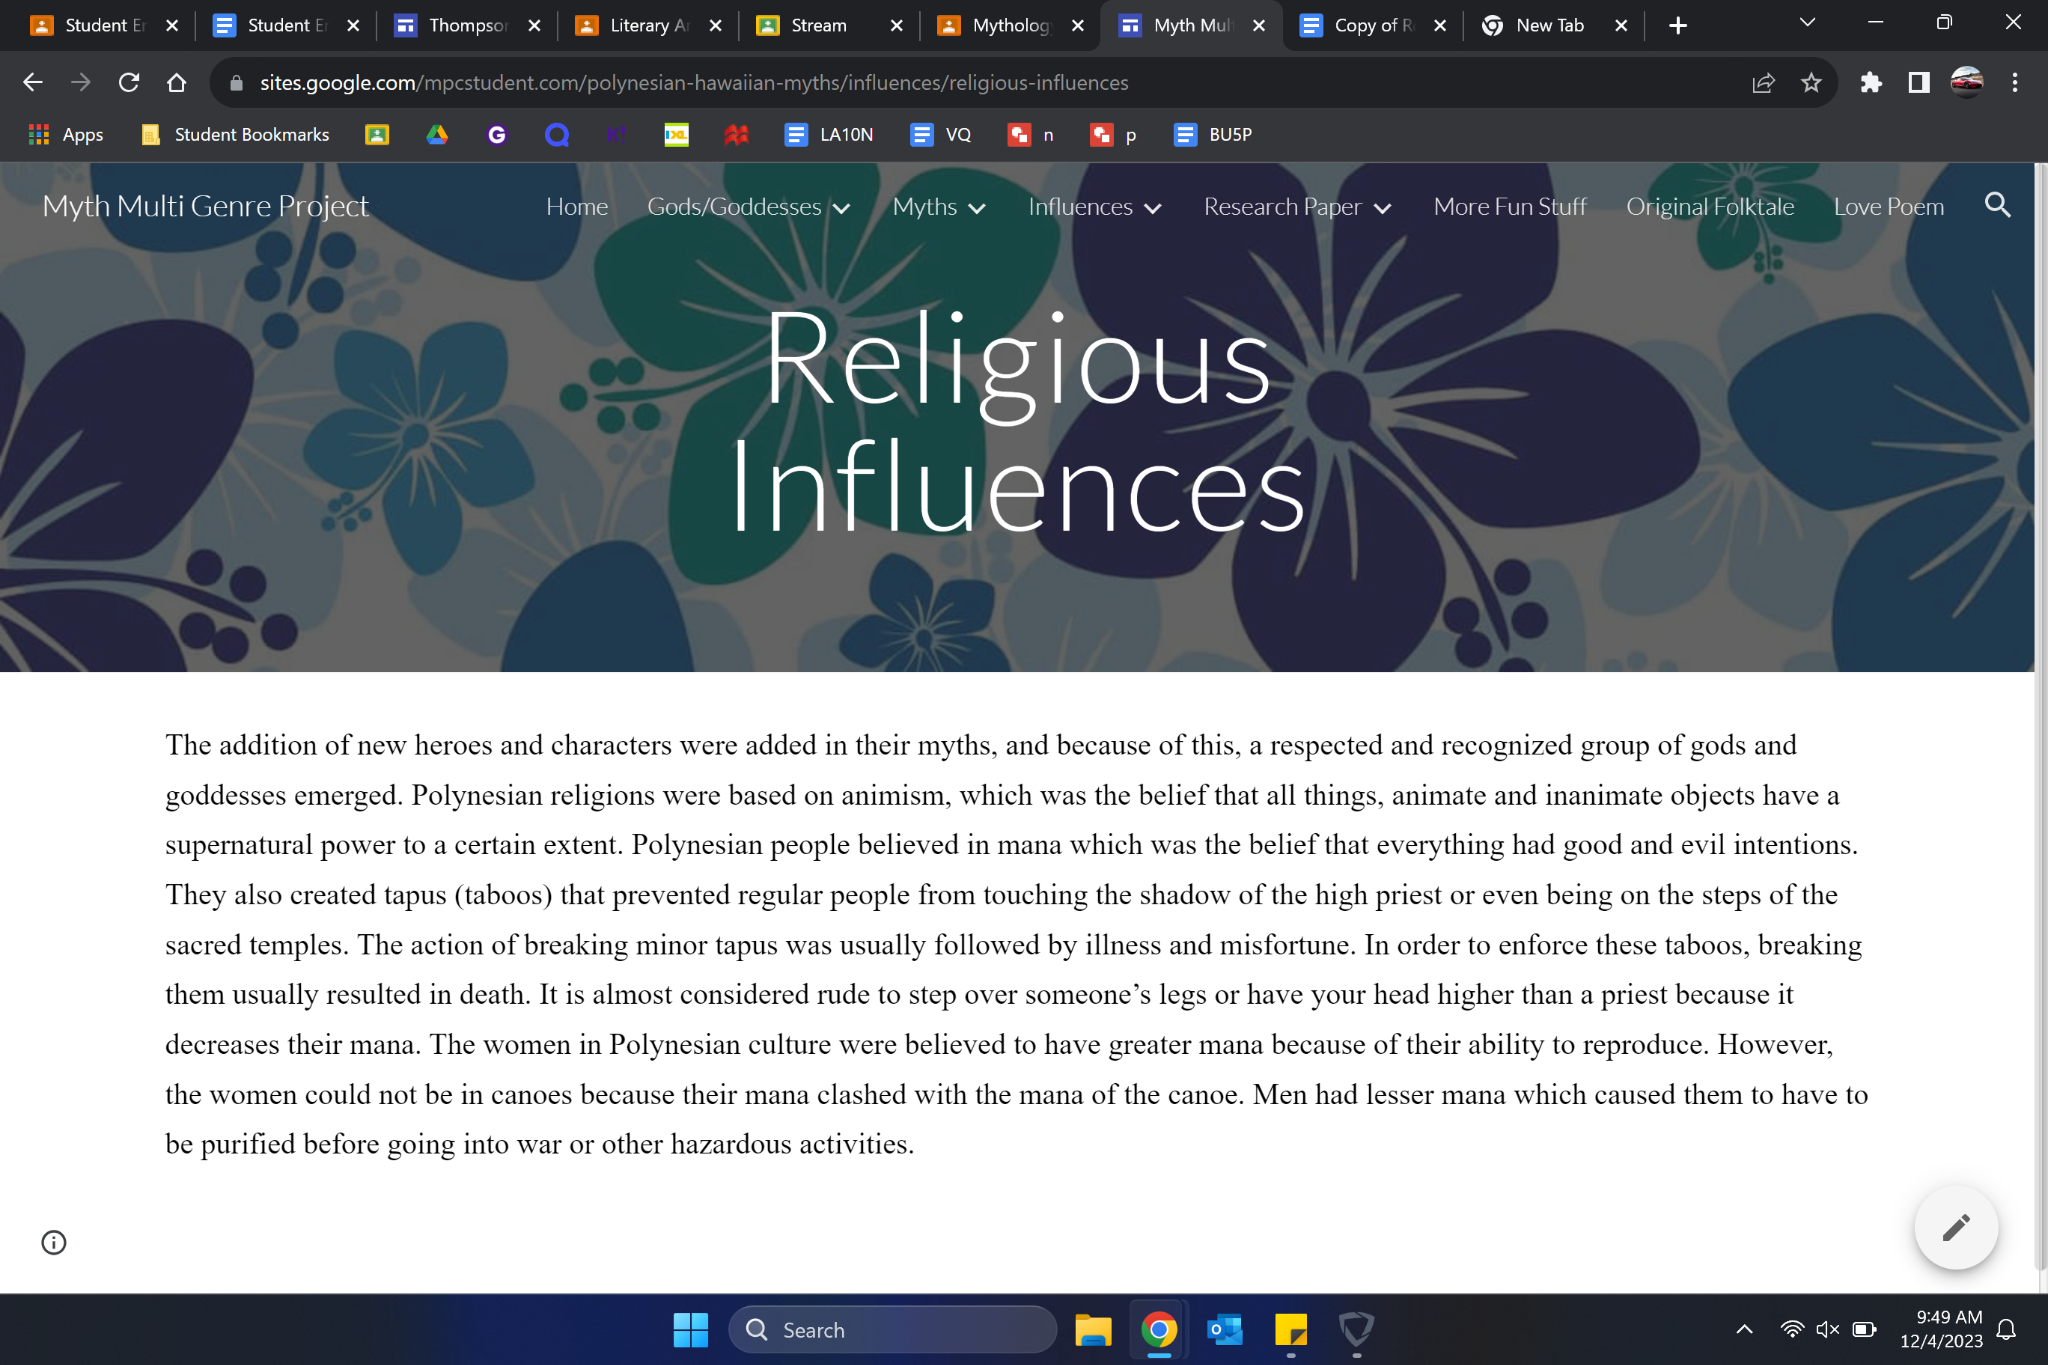 Student Er
Student Er
Thompsor
Literary Ar
Stream
Mytholog
Myth Mul
Copy of R
New Tab
sites.google.com/mpcstudent.com/polynesian-hawaiian-myths/influences/religious-influences
Apps
Student Bookmarks
G
K!
IXL
LA10N
VQ
n
p
BU5P
Myth Multi Genre Project
Home
Gods/Goddesses
Myths
Influences
Research Paper
More Fun Stuff
Original Folktale
Love Poem
Religious
Influences
The addition of new heroes and characters were added in their myths, and because of this, a respected and recognized group of gods and
goddesses emerged. Polynesian religions were based on animism, which was the belief that all things, animate and inanimate objects have a
supernatural power to a certain extent. Polynesian people believed in mana which was the belief that everything had good and evil intentions.
They also created tapus (taboos) that prevented regular people from touching the shadow of the high priest or even being on the steps of the
sacred temples. The action of breaking minor tapus was usually followed by illness and misfortune. In order to enforce these taboos, breaking
them usually resulted in death. It is almost considered rude to step over someone’s legs or have your head higher than a priest because it
decreases their mana. The women in Polynesian culture were believed to have greater mana because of their ability to reproduce. However,
the women could not be in canoes because their mana clashed with the mana of the canoe. Men had lesser mana which caused them to have to
be purified before going into war or other hazardous activities.
Search
9:49 AM
12/4/2023